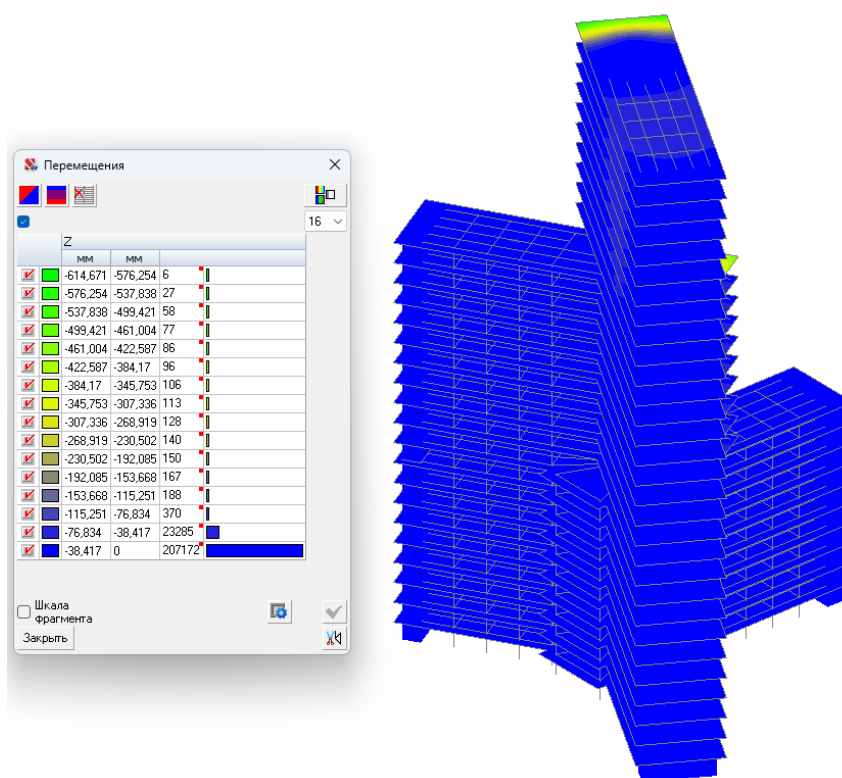 Перемещения
16
Z
мм мм
-614,671 -576,254 6
-576,254 -537,838 27
-537,838 -499,421 58
-499,421 -461,004 77
-461,004 -422,587 86
-422,587 -384,17 96
-384,17 -345,753 106
-345,753 -307,336 113
-307,336 -268,919 128
-268,919 -230,502 140
-230,502 -192,085 150
-192,085 -153,668 167
-153,668 -115,251 188
-115,251 -76,834 370
-76,834 -38,417 23285
-38,417 0 207172
Шкала
фрагмента
Закрыть